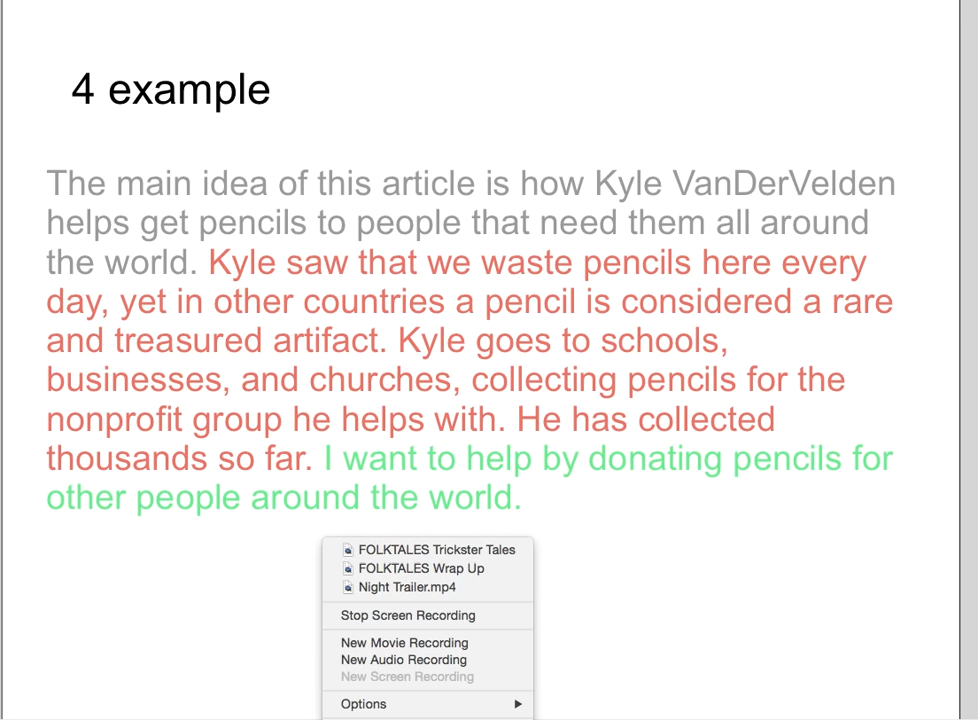 4 example
The main idea of this article is how Kyle VanDerVelden
helps get pencils to people that need them all around
the world. Kyle saw that we waste pencils here every
day, yet in other countries a pencil is considered a rare
and treasured artifact. Kyle goes to schools,
businesses, and churches, collecting pencils for the
nonprofit group he helps with. He has collected
thousands so far. I want to help by donating pencils for
other people around the world.
FOLKTALES Trickster Tales
FOLKTALES Wrap Up
Night Trailer.mp4
Stop Screen Recording
New Movie Recording
New Audio Recording
New Screen Recording
Options